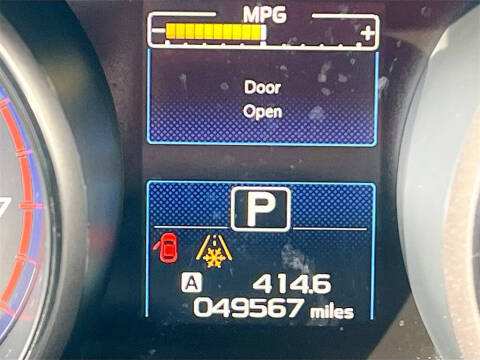 MPG
− +
Door
Open
P
A 414.6
049567 miles